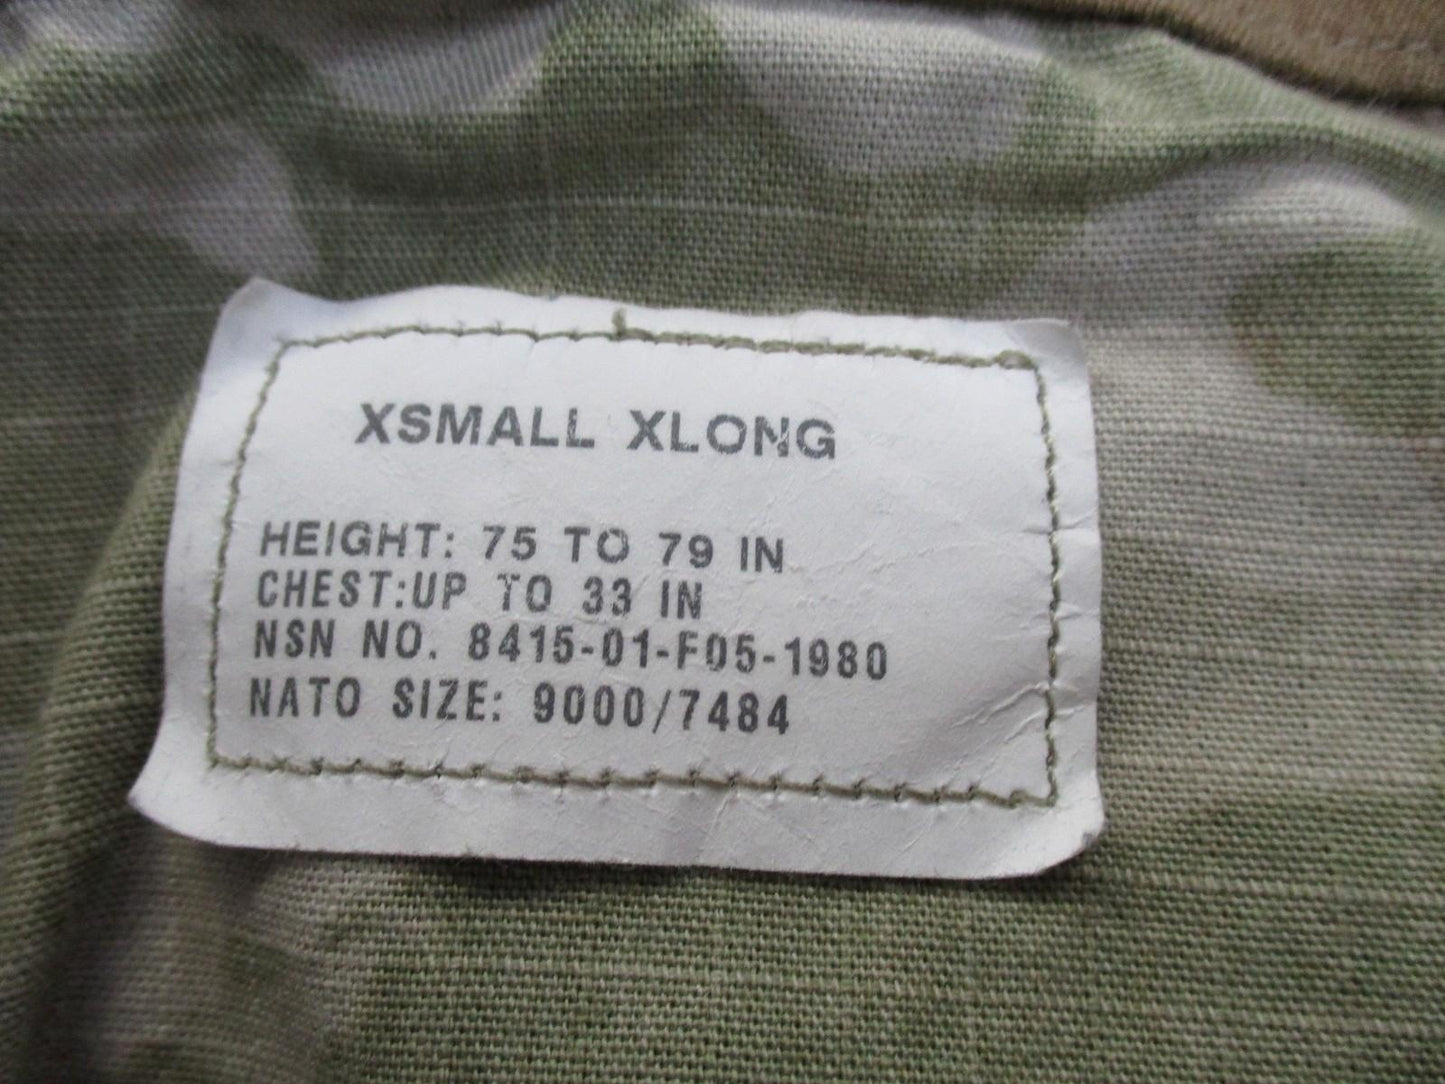 XSMALL XLONG
HEIGHT: 75 TO 79 IN
CHEST:UP TO 33 IN
NSN NO. 8415-01-F05-1980
NATO SIZE: 9000/7484